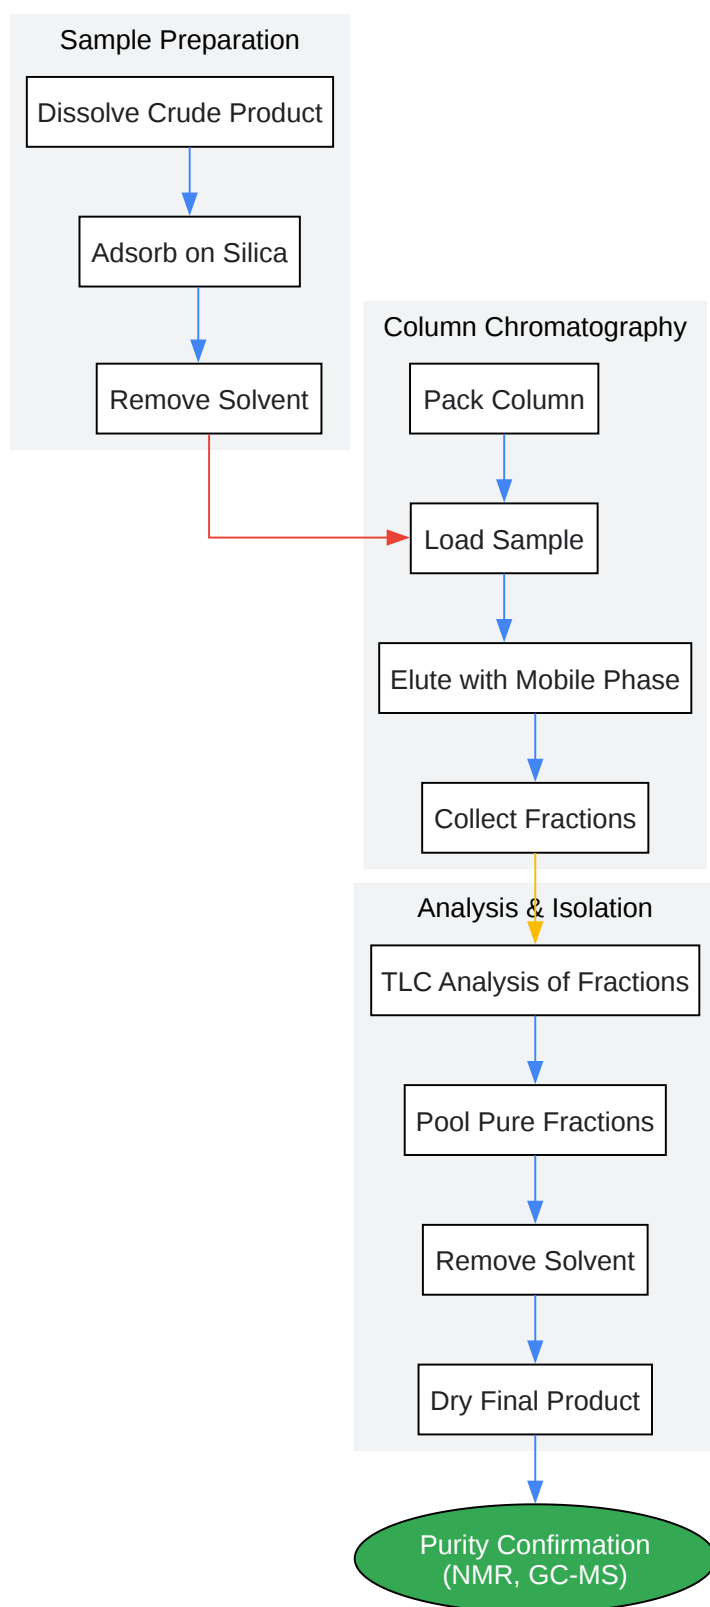 Sample Preparation
Dissolve Crude Product
Adsorb on Silica
Remove Solvent
Column Chromatography
Pack Column
Load Sample
Elute with Mobile Phase
Collect Fractions
Analysis & Isolation
TLC Analysis of Fractions
Pool Pure Fractions
Remove Solvent
Dry Final Product
Purity Confirmation
(NMR, GC-MS)